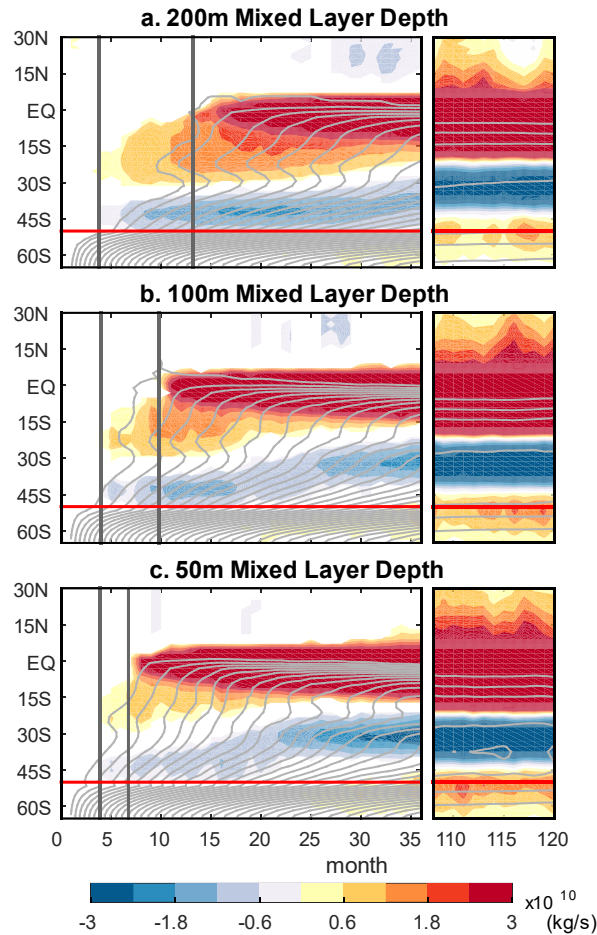 a. 200m Mixed Layer Depth
30N
15N
EQ
15S
30S
45S
60S
b. 100m Mixed Layer Depth
30N
15N
EQ
15S
30S
45S
60S
c. 50m Mixed Layer Depth
30N
15N
EQ
15S
30S
45S
60S
0 5 10 15 20 25 30 35 110 115 120
month
x10 10
-3 -1.8 -0.6 0.6 1.8 3 (kg/s)